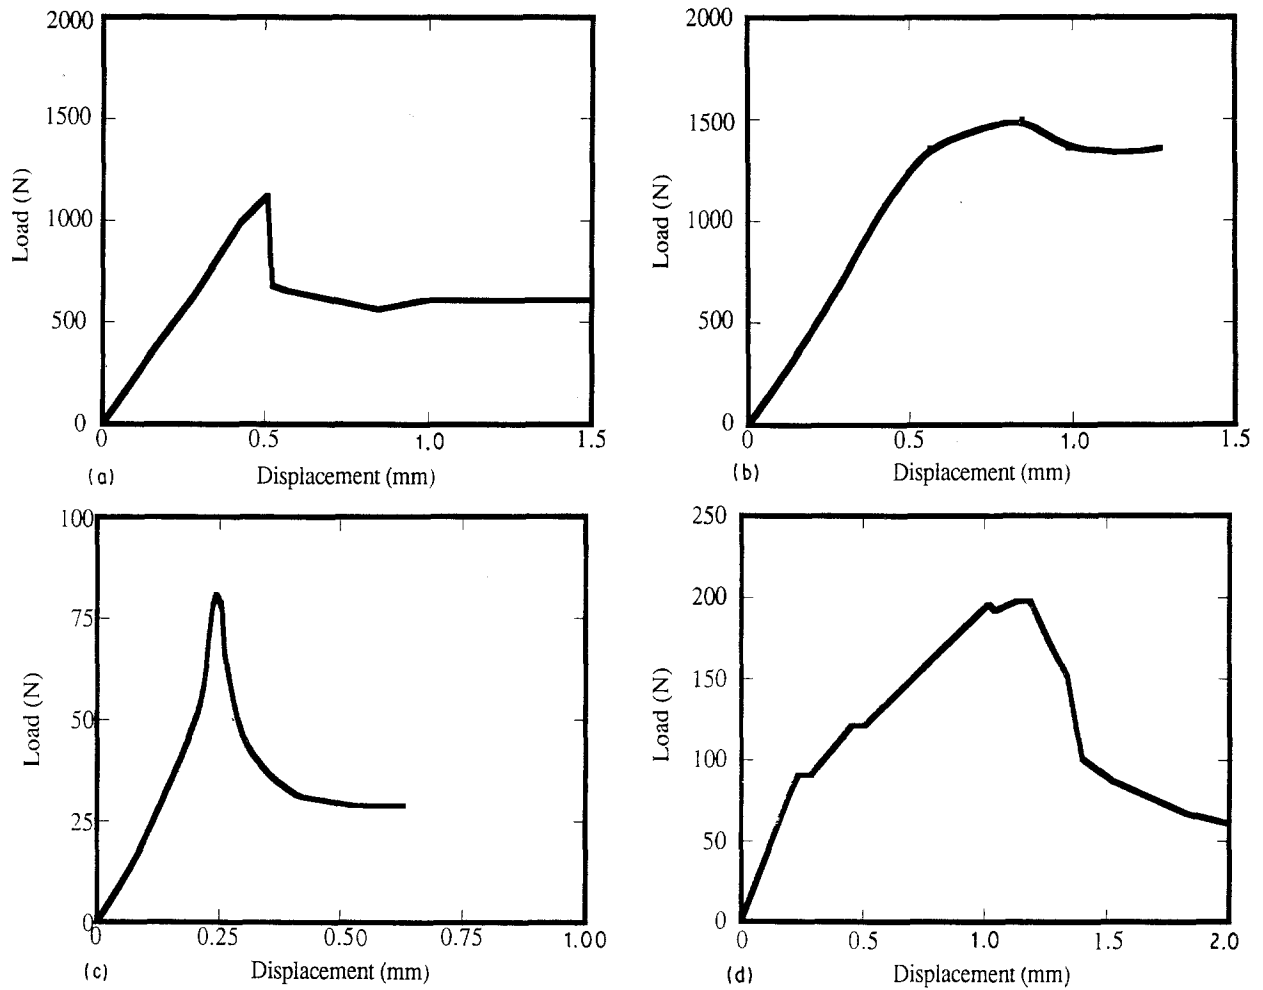 2000
1500
1000
500
0
Load (N)
0 0.5 1.0 1.5
(a) Displacement (mm)
2000
1500
1000
500
0
Load (N)
0 0.5 1.0 1.5
(b) Displacement (mm)
100
75
50
25
0
Load (N)
0 0.25 0.50 0.75 1.00
(c) Displacement (mm)
250
200
150
100
50
0
Load (N)
0 0.5 1.0 1.5 2.0
(d) Displacement (mm)